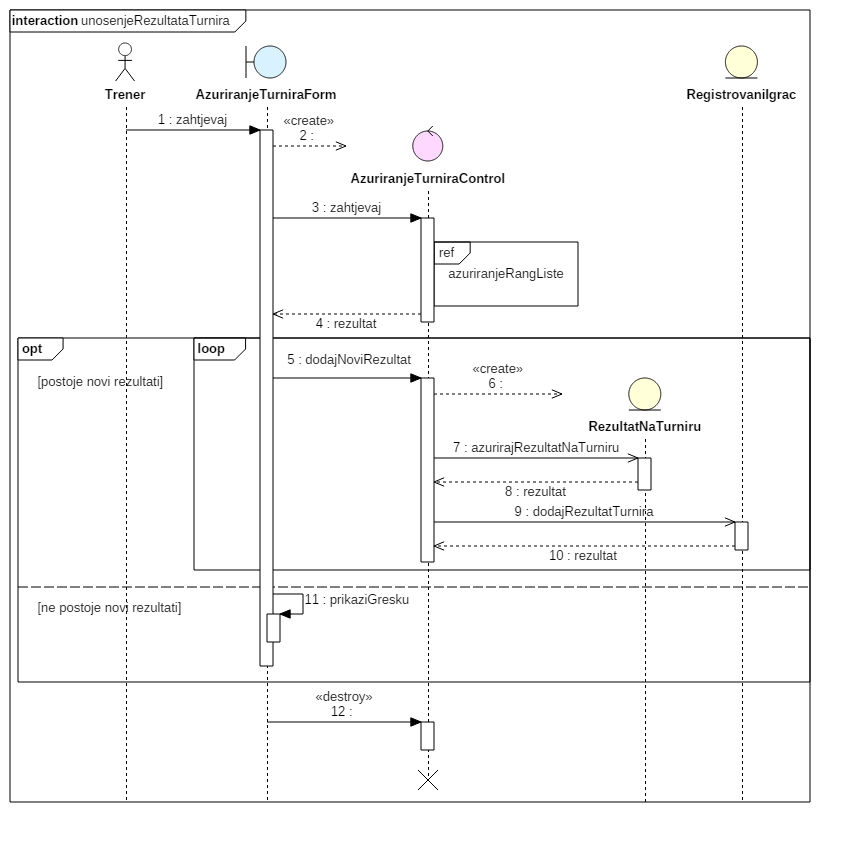 interaction unosenjeRezultataTurnira
Trener
AzuriranjeTurniraForm
RegistrovaniIgrac
1 : zahtjevaj
«create»
2 :
AzuriranjeTurniraControl
3 : zahtjevaj
ref
azuriranjeRangListe
4 : rezultat
opt
loop
5 : dodajNoviRezultat
[postoje novi rezultati]
«create»
6 :
RezultatNaTurniru
7 : azurirajRezultatNaTurniru
8 : rezultat
9 : dodajRezultatTurnira
10 : rezultat
[ne postoje novi rezultati]
11 : prikaziGresku
«destroy»
12 :